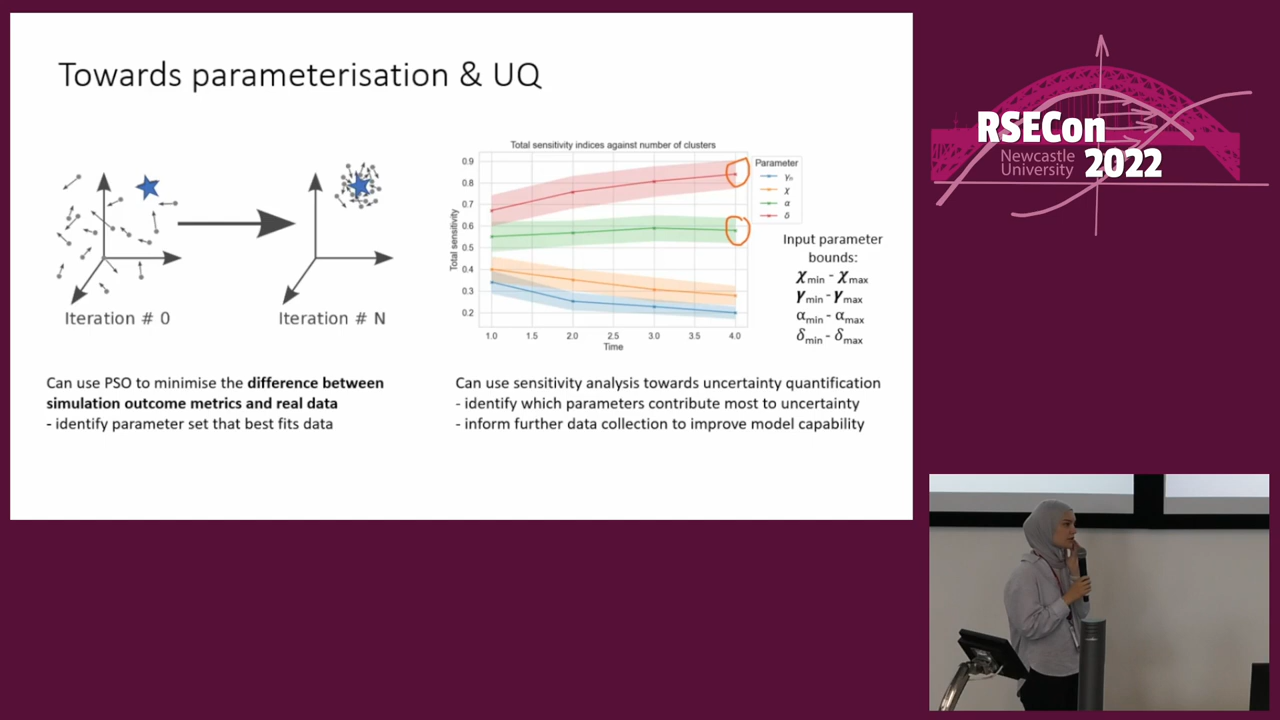 Towards parameterisation & UQ
Iteration # 0
Iteration # N
Can use PSO to minimise the difference between
simulation outcome metrics and real data
- identify parameter set that best fits data
Total sensitivity indices against number of clusters
Total sensitivity
0.9
0.8
0.7
0.6
0.5
0.4
0.3
0.2
1.0 1.5 2.0 2.5 3.0 3.5 4.0
Time
Parameter
γₙ
χ
α
δ
Input parameter
bounds:
χmin - χmax
γmin - γmax
αmin - αmax
δmin - δmax
Can use sensitivity analysis towards uncertainty quantification
- identify which parameters contribute most to uncertainty
- inform further data collection to improve model capability
RSECon
Newcastle
University
2022